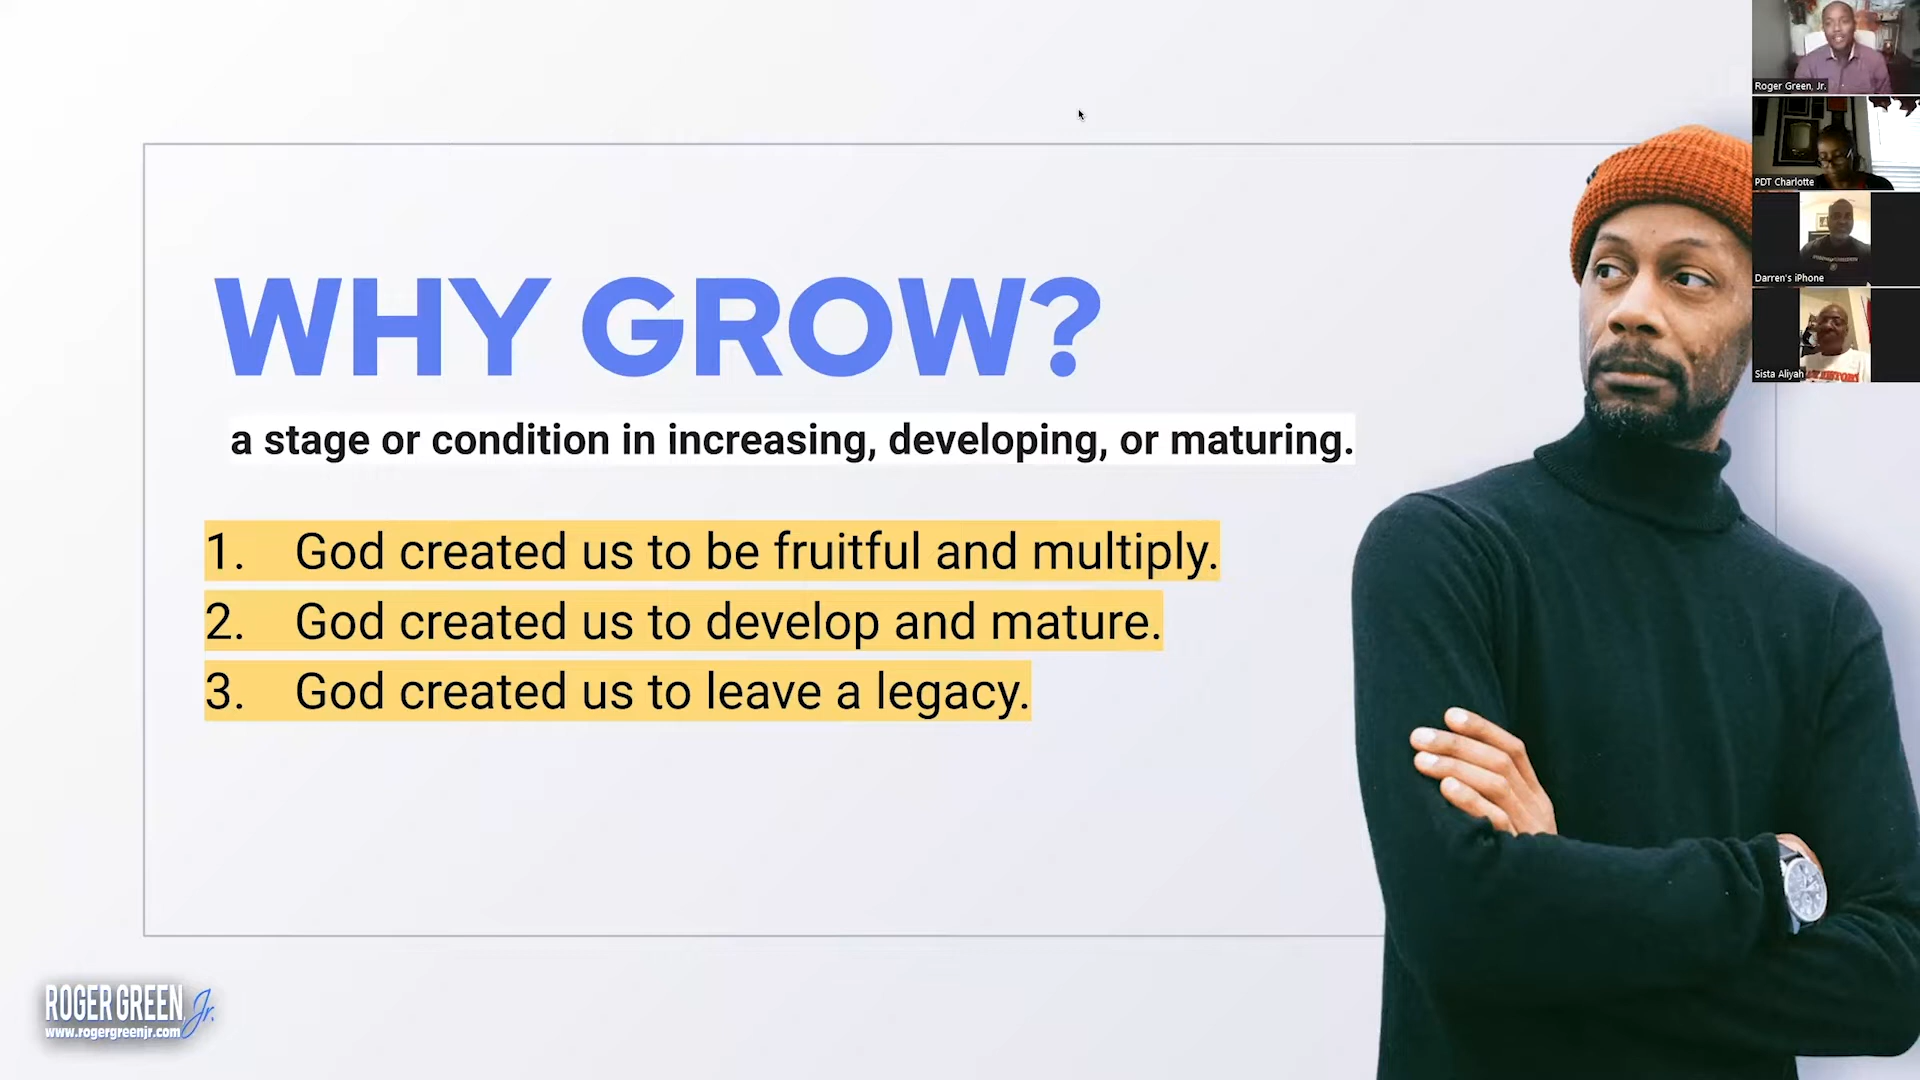 WHY GROW?
a stage or condition in increasing, developing, or maturing.
1. God created us to be fruitful and multiply.
2. God created us to develop and mature.
3. God created us to leave a legacy.
Roger Green, Jr.
PDT Charlotte
Darren's iPhone
Sista Aliyah
ROGER GREEN, Jr.
www.rogergreenjr.com